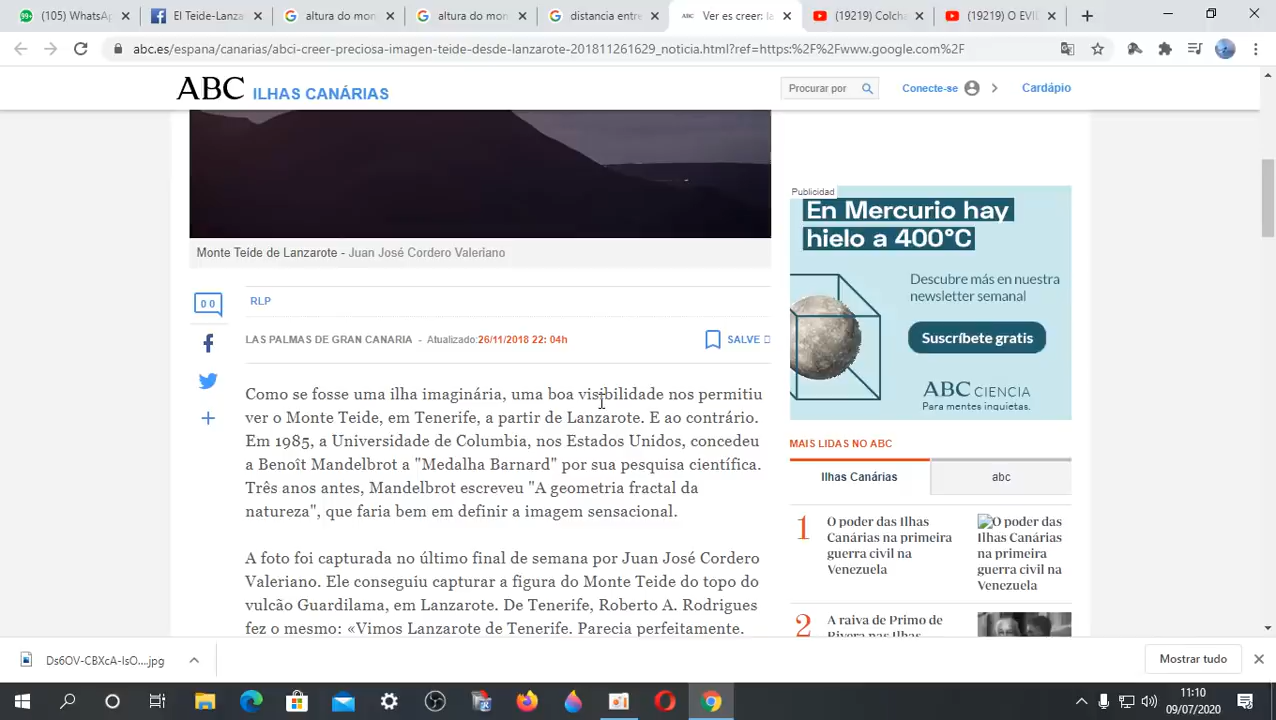 (105) WhatsA
El Teide-Lanza
altura do mo
altura do mo
distancia entre
Ver es creer: la
(19219) Colcha
(19219) O EVI
abc.es/espana/canarias/abci-creer-preciosa-imagen-teide-desde-lanzarote-201811261629_noticia.html?ref=https:%2F%2Fwww.google.com%2F
ABC ILHAS CANÁRIAS
Procurar por
Conecte-se
Cardápio
Monte Teíde de Lanzarote - Juan José Cordero Valeriano
0 0
RLP
LAS PALMAS DE GRAN CANARIA - Atualizado:26/11/2018 22: 04h
SALVE
Como se fosse uma ilha imaginária, uma boa visibilidade nos permitiu
ver o Monte Teide, em Tenerife, a partir de Lanzarote. E ao contrário.
Em 1985, a Universidade de Columbia, nos Estados Unidos, concedeu
a Benoît Mandelbrot a "Medalha Barnard" por sua pesquisa científica.
Três anos antes, Mandelbrot escreveu "A geometria fractal da
natureza", que faria bem em definir a imagem sensacional.
A foto foi capturada no último final de semana por Juan José Cordero
Valeriano. Ele conseguiu capturar a figura do Monte Teide do topo do
vulcão Guardilama, em Lanzarote. De Tenerife, Roberto A. Rodrigues
fez o mesmo: «Vimos Lanzarote de Tenerife. Parecia perfeitamente.
Publicidad
En Mercurio hay
hielo a 400°C
Descubre más en nuestra
newsletter semanal
Suscríbete gratis
ABC CIENCIA
Para mentes inquietas.
MAIS LIDAS NO ABC
Ilhas Canárias
abc
1
O poder das Ilhas
Canárias na primeira
guerra civil na
Venezuela
O poder das
Ilhas Canárias
na primeira
guerra civil na
Venezuela
2
A raiva de Primo de
Rivera nas Ilhas
Ds6OV-CBXcA-IsO....jpg
Mostrar tudo
11:10
09/07/2020